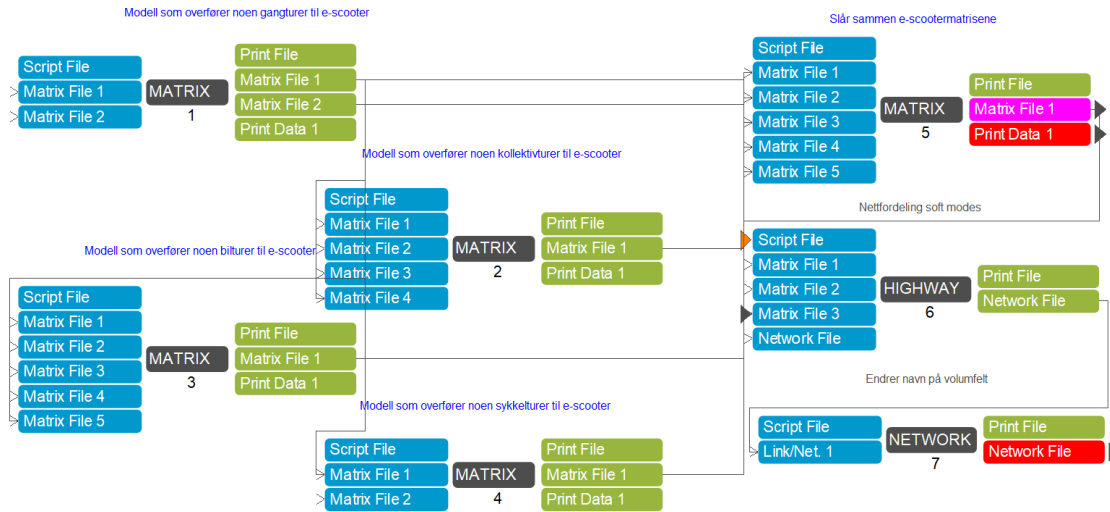 Modell som overfører noen gangturer til e-scooter
Script File
Matrix File 1
Matrix File 2
MATRIX
1
Print File
Matrix File 1
Matrix File 2
Print Data 1
Modell som overfører noen kollektivturer til e-scooter
Script File
Matrix File 1
Matrix File 2
Matrix File 3
Matrix File 4
MATRIX
2
Print File
Matrix File 1
Print Data 1
Modell som overfører noen bilturer til e-scooter
Script File
Matrix File 1
Matrix File 2
Matrix File 3
Matrix File 4
Matrix File 5
MATRIX
3
Print File
Matrix File 1
Print Data 1
Modell som overfører noen sykkelturer til e-scooter
Script File
Matrix File 1
Matrix File 2
MATRIX
4
Print File
Matrix File 1
Print Data 1
Slår sammen e-scootermatrisene
Script File
Matrix File 1
Matrix File 2
Matrix File 3
Matrix File 4
Matrix File 5
MATRIX
5
Print File
Matrix File 1
Print Data 1
Nettfordeling soft modes
Script File
Matrix File 1
Matrix File 2
Matrix File 3
Network File
HIGHWAY
6
Print File
Network File
Endrer navn på volumfelt
Script File
Link/Net. 1
NETWORK
7
Print File
Network File